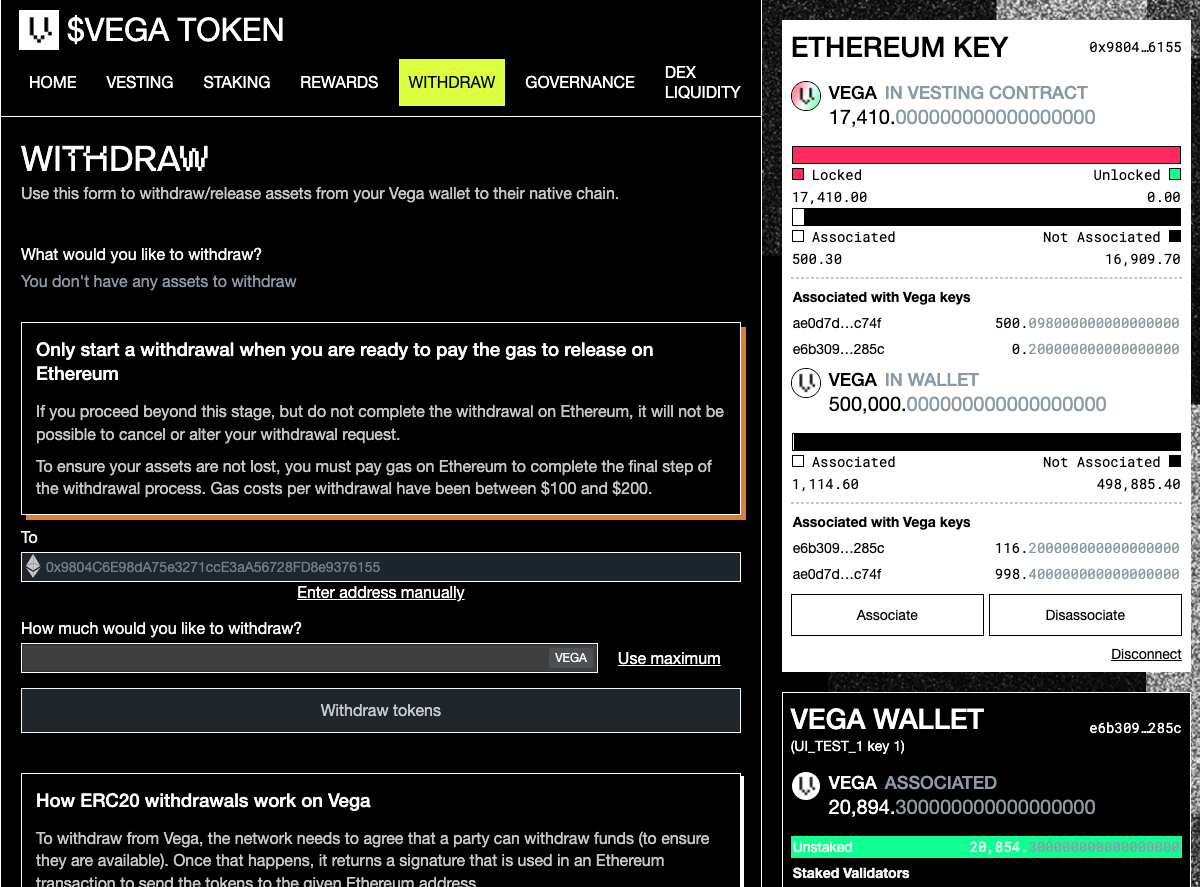 $VEGA TOKEN
HOME VESTING STAKING REWARDS WITHDRAW GOVERNANCE DEX LIQUIDITY
WITHDRAW
Use this form to withdraw/release assets from your Vega wallet to their native chain.
What would you like to withdraw?
You don't have any assets to withdraw
Only start a withdrawal when you are ready to pay the gas to release on
Ethereum
If you proceed beyond this stage, but do not complete the withdrawal on Ethereum, it will not be
possible to cancel or alter your withdrawal request.
To ensure your assets are not lost, you must pay gas on Ethereum to complete the final step of
the withdrawal process. Gas costs per withdrawal have been between $100 and $200.
To
0x9804C6E98dA75e3271ccE3aA56728FD8e9376155
Enter address manually
How much would you like to withdraw?
VEGA Use maximum
Withdraw tokens
How ERC20 withdrawals work on Vega
To withdraw from Vega, the network needs to agree that a party can withdraw funds (to ensure
they are available). Once that happens, it returns a signature that is used in an Ethereum
transaction to send the tokens to the given Ethereum address
ETHEREUM KEY 0x9804…6155
VEGA IN VESTING CONTRACT
17,410.000000000000000000
Locked Unlocked
17,410.00 0.00
Associated Not Associated
500.30 16,909.70
Associated with Vega keys
ae0d7d…c74f 500.098000000000000000
e6b309…285c 0.200000000000000000
VEGA IN WALLET
500,000.000000000000000000
Associated Not Associated
1,114.60 498,885.40
Associated with Vega keys
e6b309…285c 116.200000000000000000
ae0d7d…c74f 998.400000000000000000
Associate Disassociate
Disconnect
VEGA WALLET e6b309…285c
(UI_TEST_1 key 1)
VEGA ASSOCIATED
20,894.300000000000000000
Unstaked 20,854.300000000000000000
Staked Validators